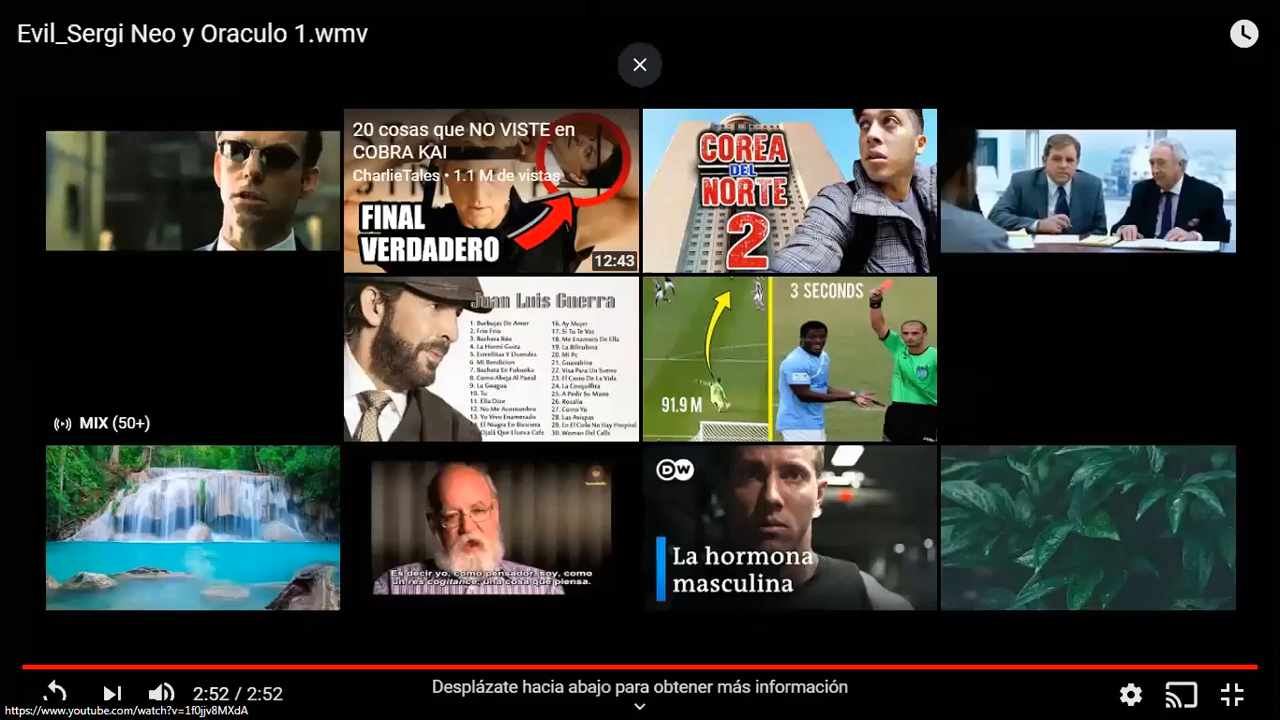 Evil_Sergi Neo y Oraculo 1.wmv
20 cosas que NO VISTE en
COBRA KAI
CharlieTales • 1.1 M de vistas
FINAL
VERDADERO
12:43
COREA
DEL
NORTE
2
Juan Luis Guerra
1. Burbujas De Amor
2. Frio Frio
3. Bachata Rosa
4. La Hormi Guita
5. Estrellitas Y Duendes
6. Mi Bendicion
7. Bachata En Fukuoka
8. Como Abeja Al Panal
9. La Guagua
10. Tu
11. Ella Dice
12. No Me Acostumbro
13. Yo Vivo Enamorado
14. El Niagra En Bicicleta
Ojalá Que Llueva Cafe
16. Ay Mujer
17. Si Tu Te Vas
18. Me Enamoro De Ella
19. La Bilirubina
20. Mi Pc
21. Guavabita
22. Visa Para Un Sueno
23. El Costo De La Vida
24. La Cosquillita
25. A Pedir Su Mano
26. Rosalia
27. Como Yo
28. Las Avispas
29. En El Cielo No Hay Hospital
30. Woman Del Calls
3 SECONDS
91.9 M
MIX (50+)
Es decir yo, como pensador, soy, como
un res cogitance, una cosa que piensa.
DW
La hormona
masculina
2:52 / 2:52
Desplázate hacia abajo para obtener más información
https://www.youtube.com/watch?v=1f0jjv8MXdA